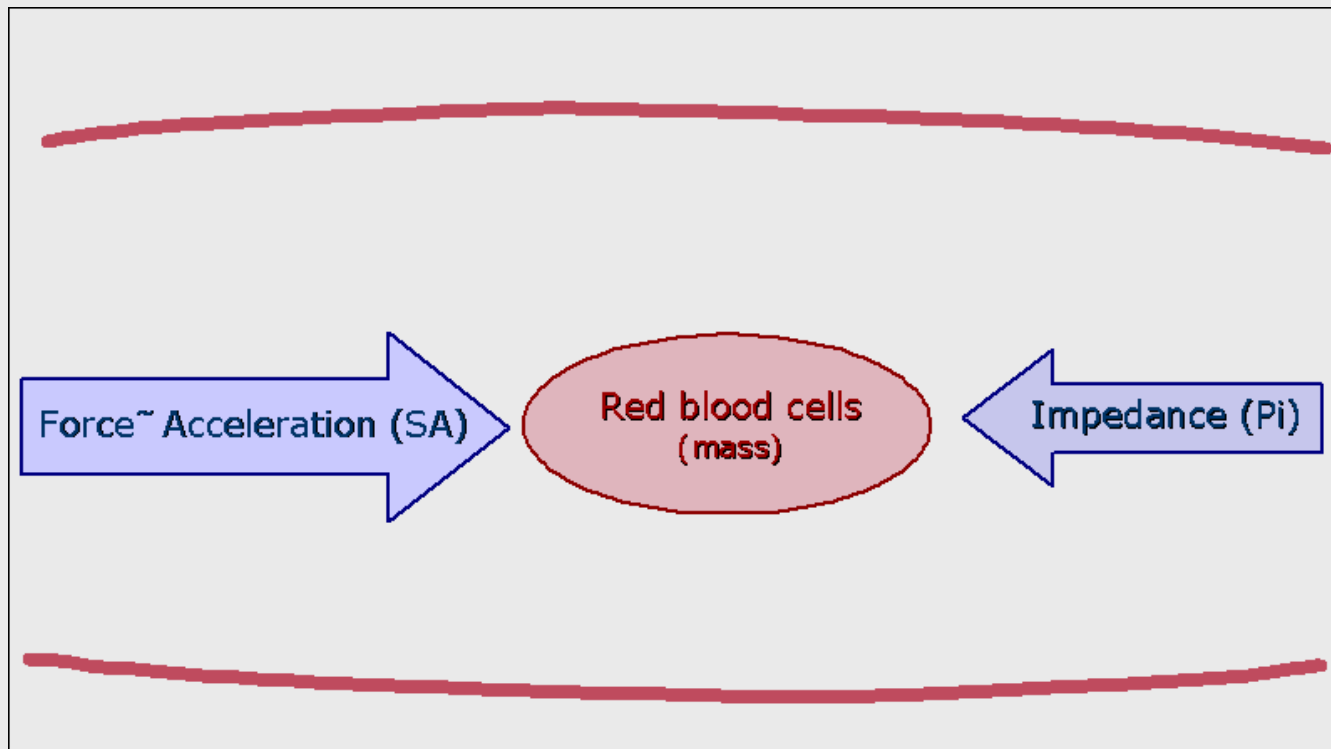 Force~ Acceleration (SA)
Red blood cells
(mass)
Impedance (Pi)